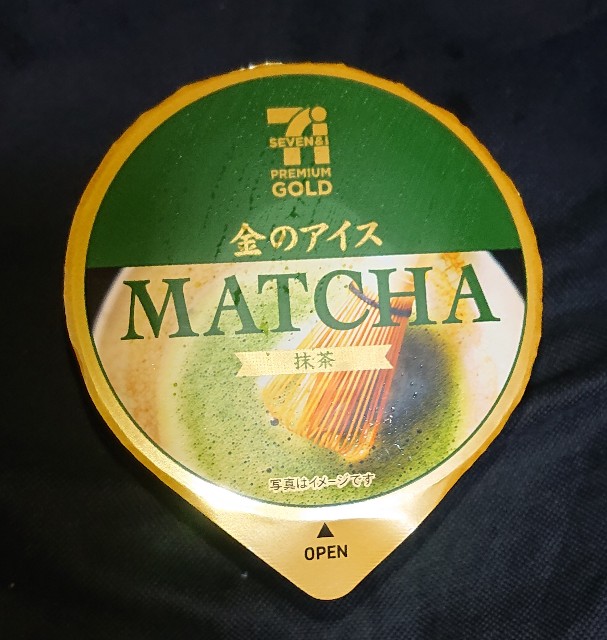 7i
SEVEN&i
PREMIUM
GOLD
金のアイス
MATCHA
抹茶
写真はイメージです
▲
OPEN